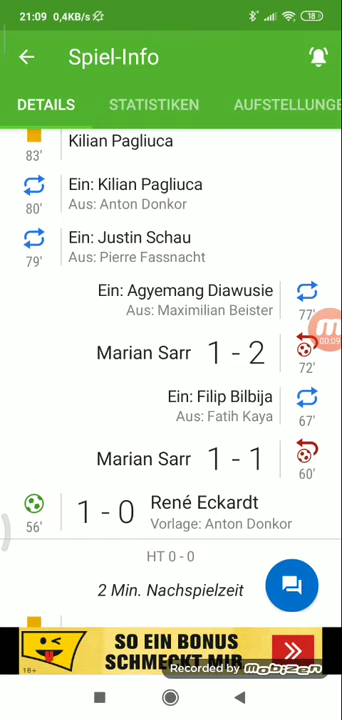 21:09 0,4KB/s
18
Spiel-Info
DETAILS STATISTIKEN AUFSTELLUNGE
Kilian Pagliuca
83'
Ein: Kilian Pagliuca
Aus: Anton Donkor
80'
Ein: Justin Schau
Aus: Pierre Fassnacht
79'
Ein: Agyemang Diawusie
Aus: Maximilian Beister
77'
Marian Sarr 1 - 2
72'
00:09
Ein: Filip Bilbija
Aus: Fatih Kaya
67'
Marian Sarr 1 - 1
60'
1 - 0 René Eckardt
Vorlage: Anton Donkor
56'
HT 0 - 0
2 Min. Nachspielzeit
SO EIN BONUS
SCHMECKT MIR
18+
Recorded by mobizen